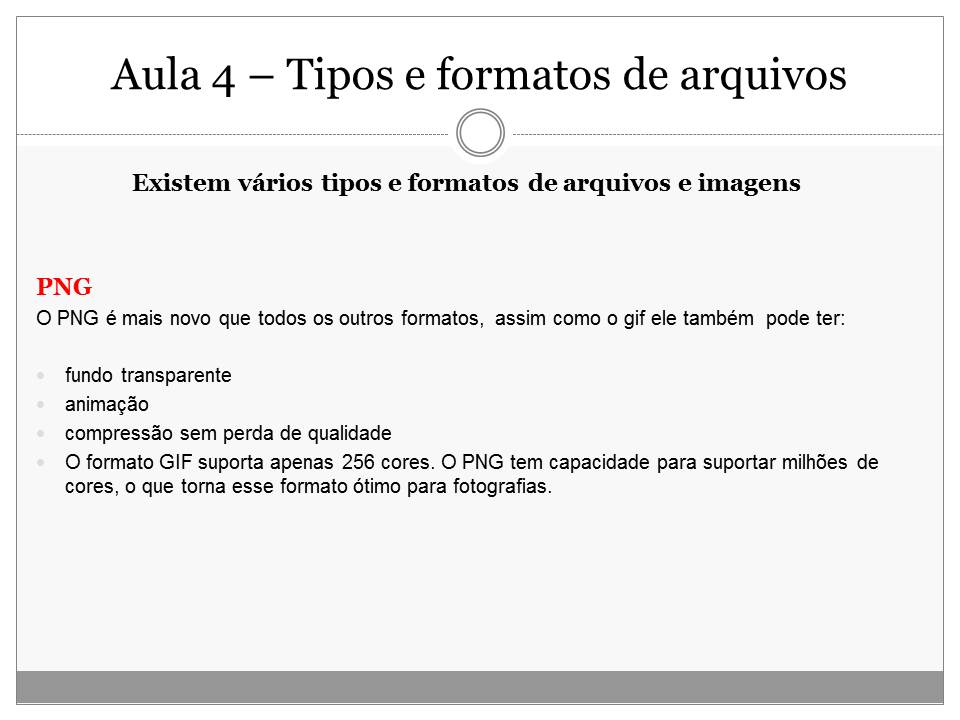 Aula 4 – Tipos e formatos de arquivos
Existem vários tipos e formatos de arquivos e imagens
PNG
O PNG é mais novo que todos os outros formatos, assim como o gif ele também pode ter:
fundo transparente
animação
compressão sem perda de qualidade
O formato GIF suporta apenas 256 cores. O PNG tem capacidade para suportar milhões de
cores, o que torna esse formato ótimo para fotografias.